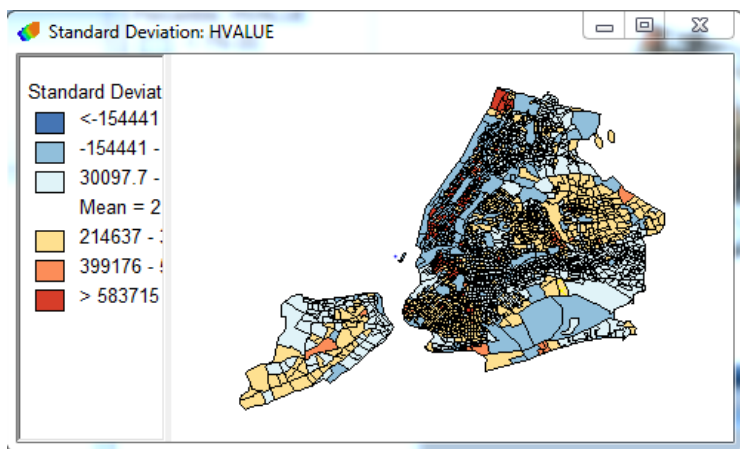 Standard Deviation: HVALUE
Standard Deviat
<-154441
-154441 -
30097.7 -
Mean = 2
214637 -
399176 -
> 583715